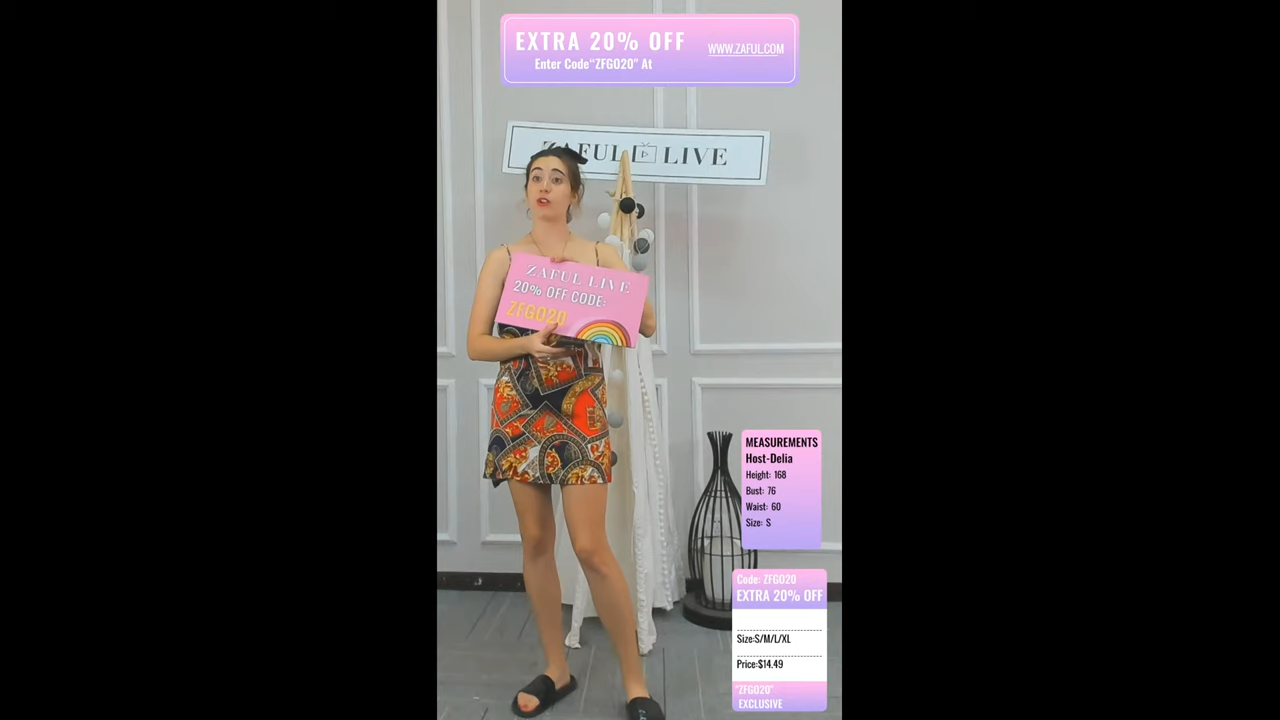 EXTRA 20% OFF
Enter Code“ZFGO20” At
WWW.ZAFUL.COM
ZAFUL LIVE
ZAFUL LIVE
20% OFF CODE:
ZFGO20
MEASUREMENTS
Host-Delia
Height: 168
Bust: 76
Waist: 60
Size: S
Code: ZFGO20
EXTRA 20% OFF
Size:S/M/L/XL
Price:$14.49
"ZFGO20"
EXCLUSIVE